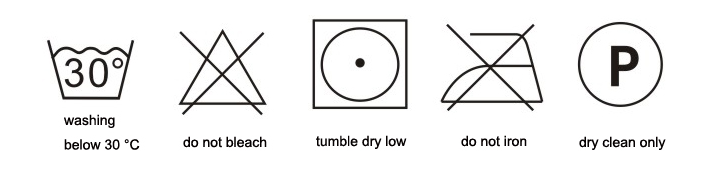 30°
P
washing
below 30 °C
do not bleach
tumble dry low
do not iron
dry clean only